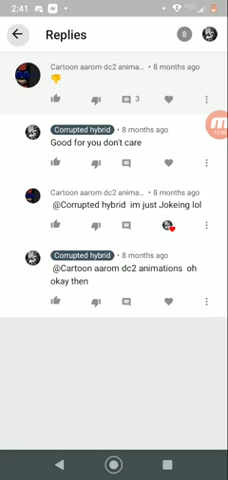 2:41
Replies
8
Cartoon aarom dc2 anima... • 8 months ago
👎
3
Corrupted hybrid • 8 months ago
Good for you don't care
Cartoon aarom dc2 anima... • 8 months ago
@Corrupted hybrid im just Jokeing lol
Corrupted hybrid • 8 months ago
@Cartoon aarom dc2 animations oh
okay then